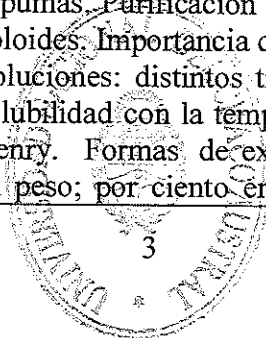 pumas. Purificación
oloides. Importancia
oluciones: distintos
lubilidad con la temp
enry. Formas de ex
peso; por ciento en
3